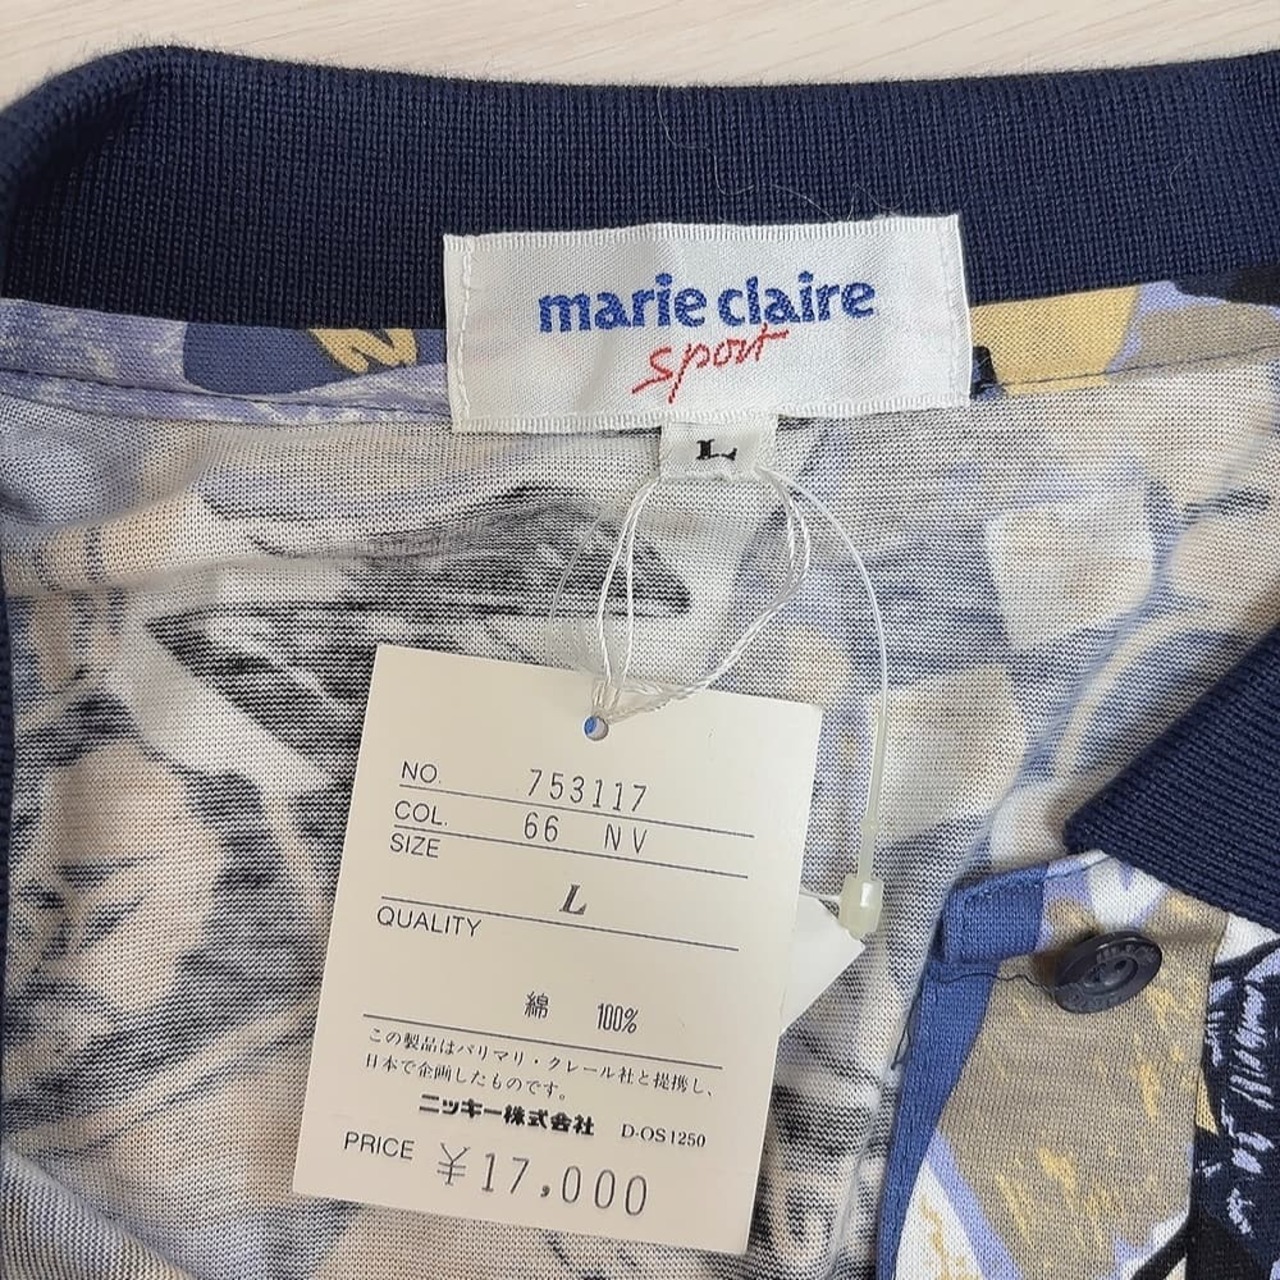 marie claire
sport
L
NO. 753117
COL. 66 NV
SIZE
L
QUALITY
綿 100%
この製品はパリマリ・クレール社と提携し、
日本で企画したものです。
ニッキー株式会社 D-OS1250
PRICE ¥17,000